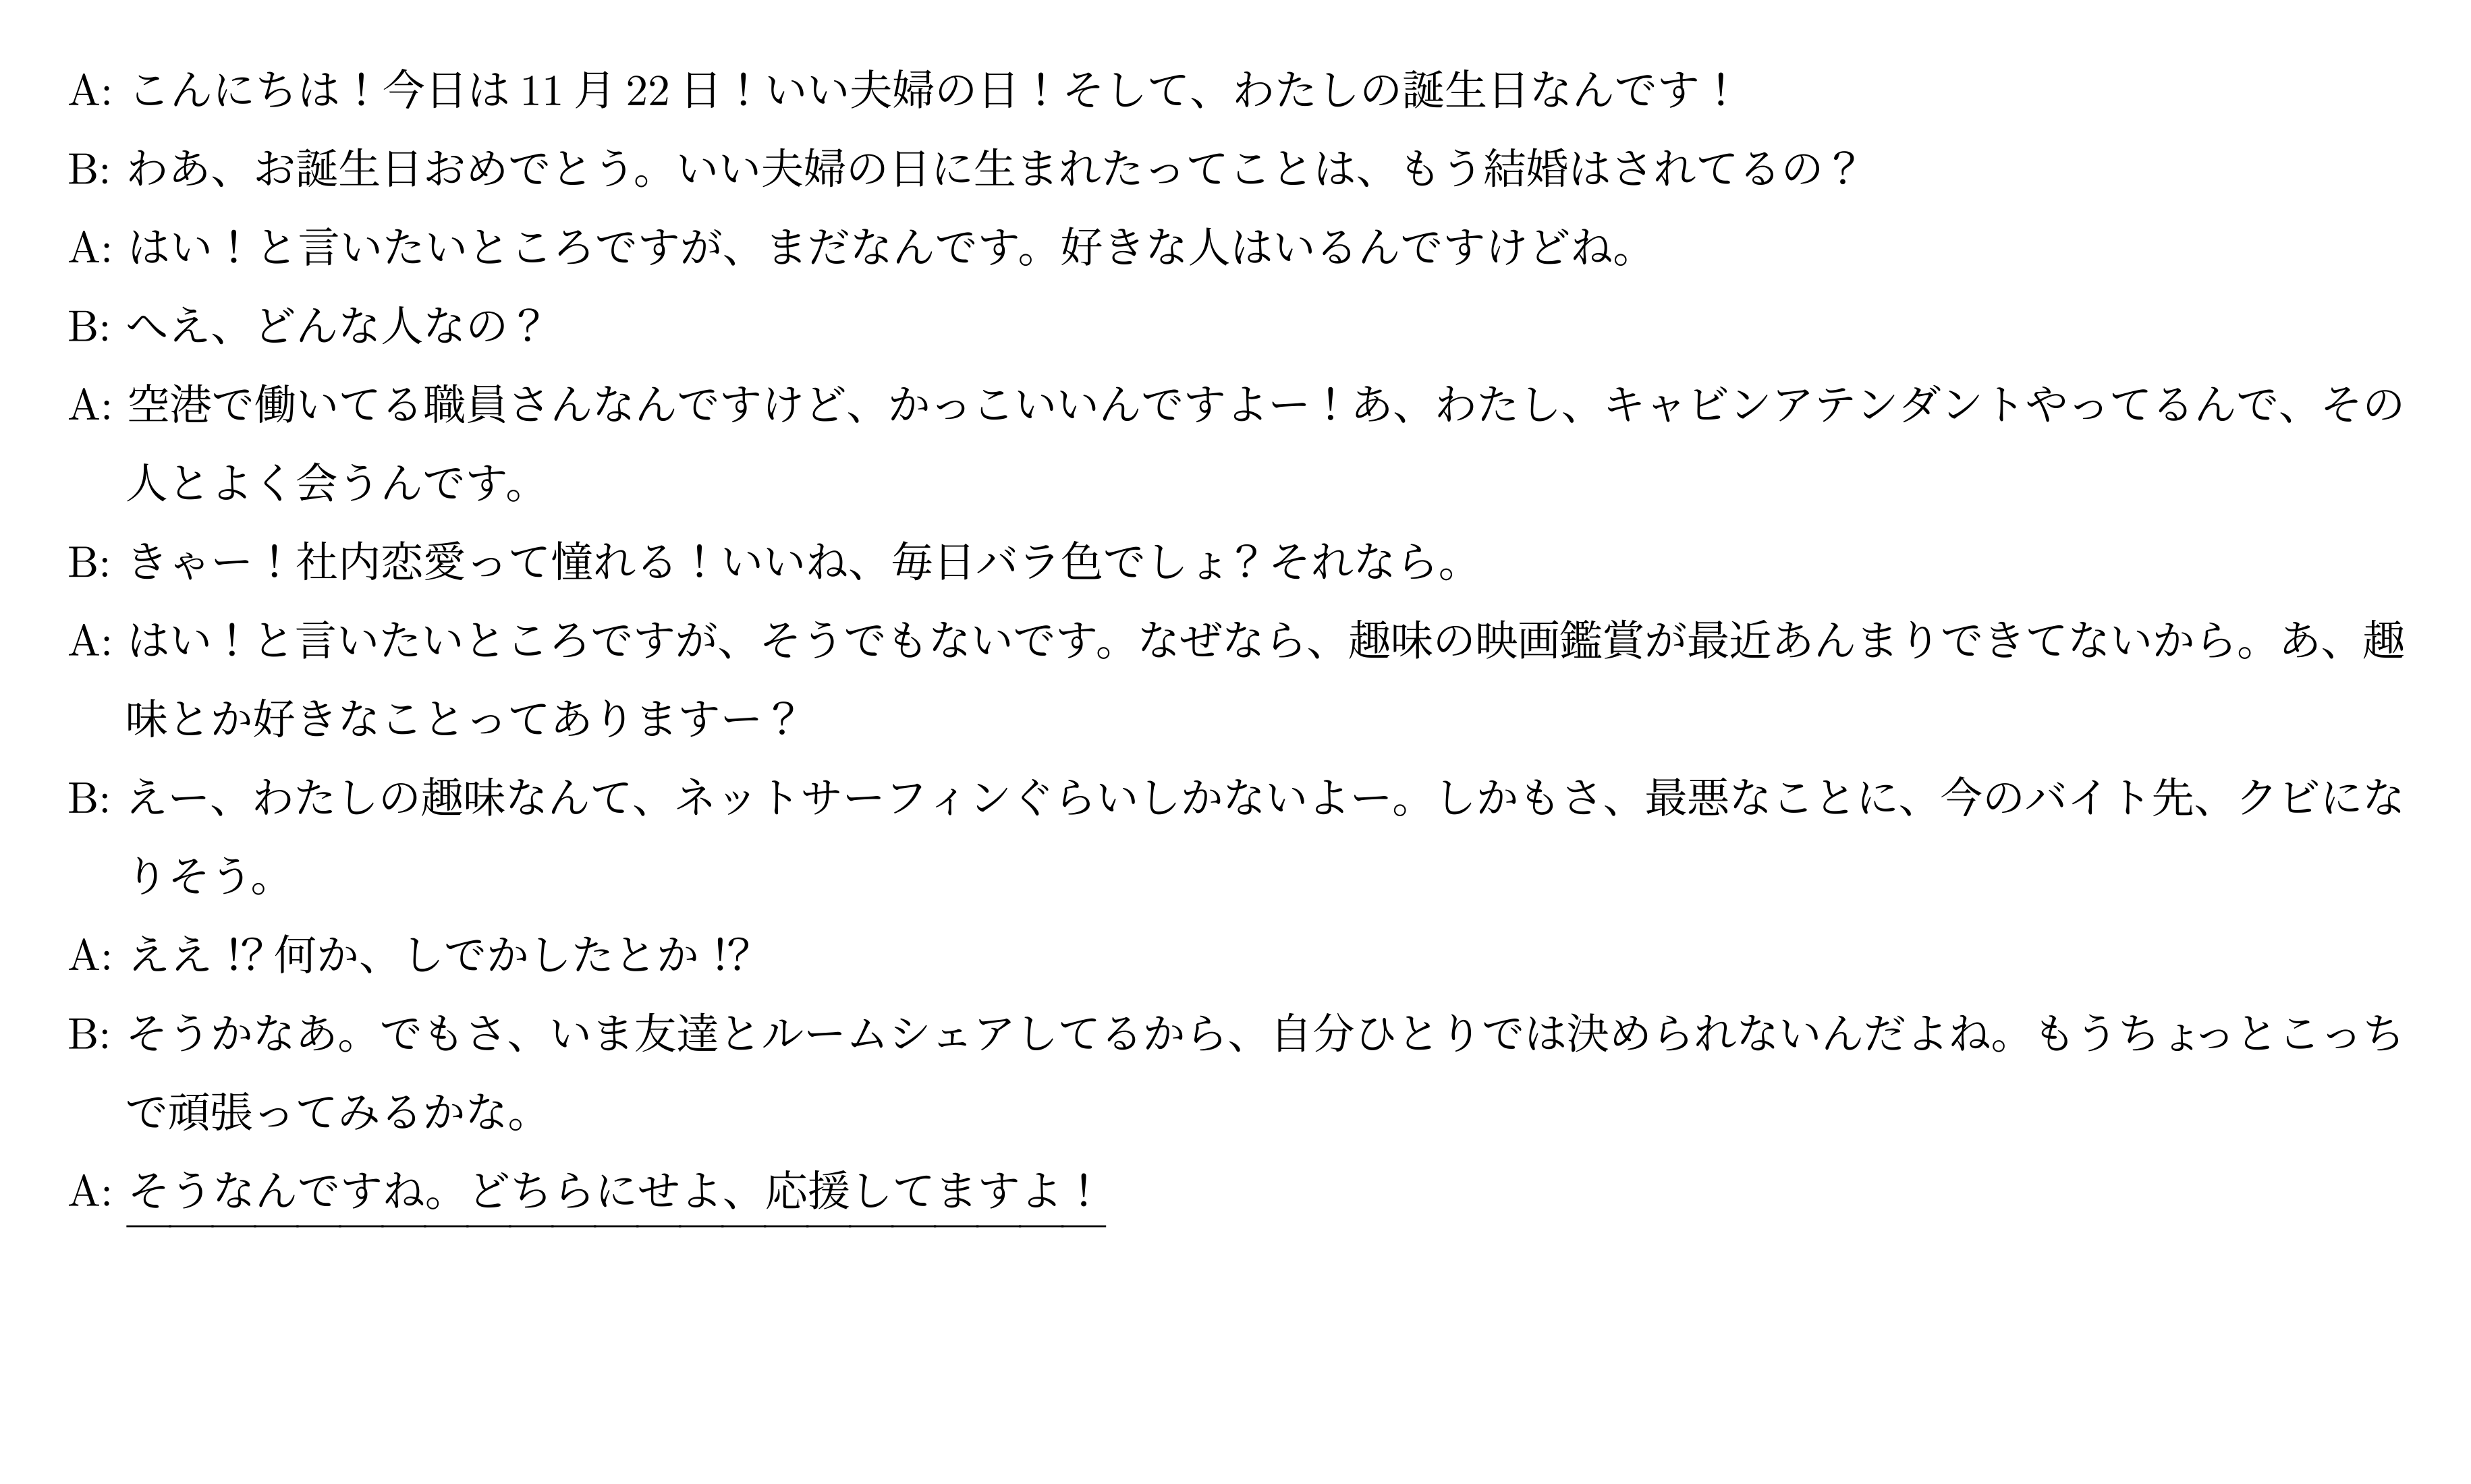 A: こんにちは！今日は 11 月 22 日！いい夫婦の日！そして、わたしの誕生日なんです！
B: わあ、お誕生日おめでとう。いい夫婦の日に生まれたってことは、もう結婚はされてるの？
A: はい！と言いたいところですが、まだなんです。好きな人はいるんですけどね。
B: へえ、どんな人なの？
A: 空港で働いてる職員さんなんですけど、かっこいいんですよー！あ、わたし、キャビンアテンダントやってるんで、その
人とよく会うんです。
B: きゃー！社内恋愛って憧れる！いいね、毎日バラ色でしょ？それなら。
A: はい！と言いたいところですが、そうでもないです。なぜなら、趣味の映画鑑賞が最近あんまりできてないから。あ、趣
味とか好きなことってありますー？
B: えー、わたしの趣味なんて、ネットサーフィンぐらいしかないよー。しかもさ、最悪なことに、今のバイト先、クビにな
りそう。
A: ええ⁉何か、しでかしたとか⁉
B: そうかなあ。でもさ、いま友達とルームシェアしてるから、自分ひとりでは決められないんだよね。もうちょっとこっち
で頑張ってみるかな。
A: そうなんですね。どちらにせよ、応援してますよ！